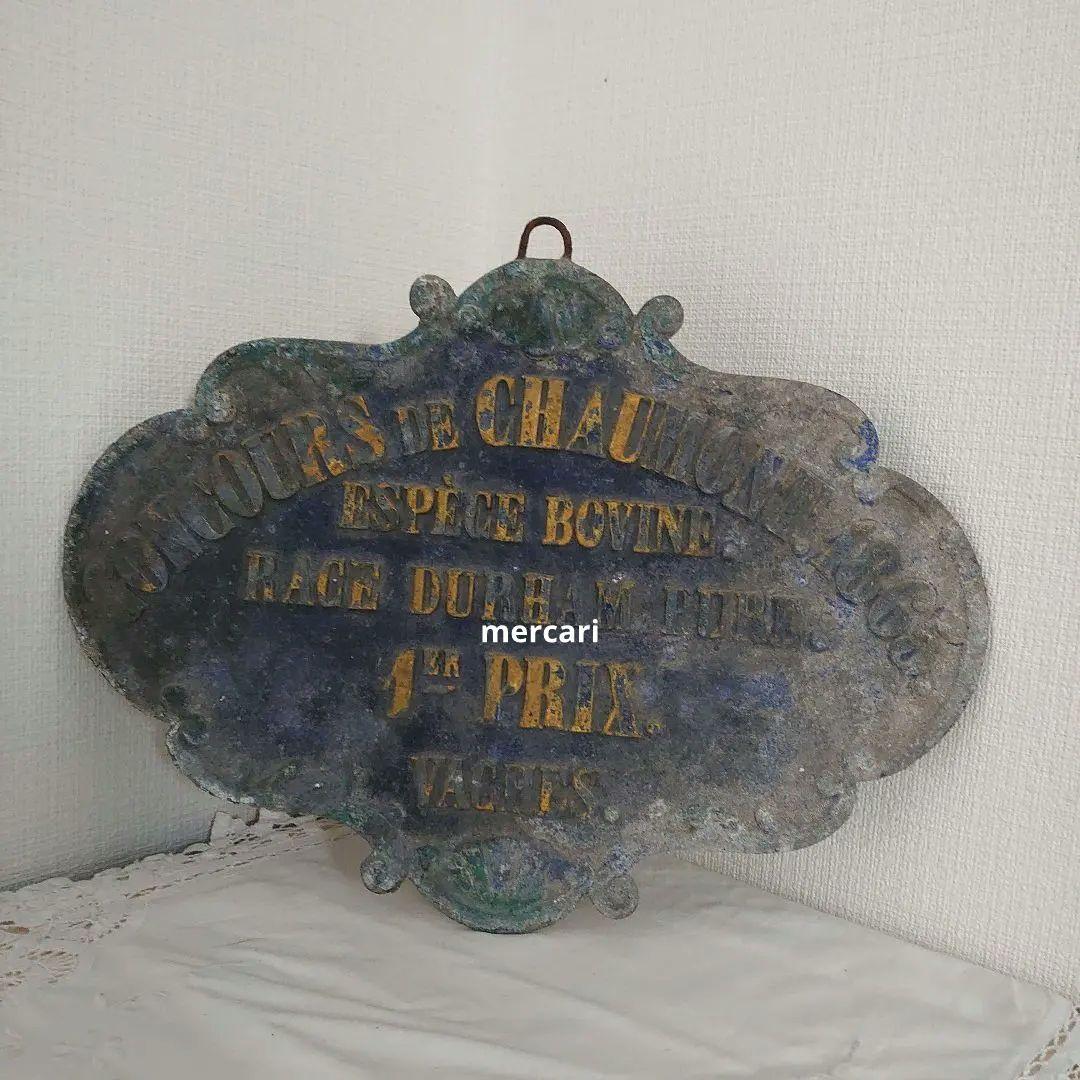 CONCOURS DE CHAUMONT.
ESPÈCE BOVINE.
RACE DURHAM PURE.
1ER PRIX.
VACHES.
mercari